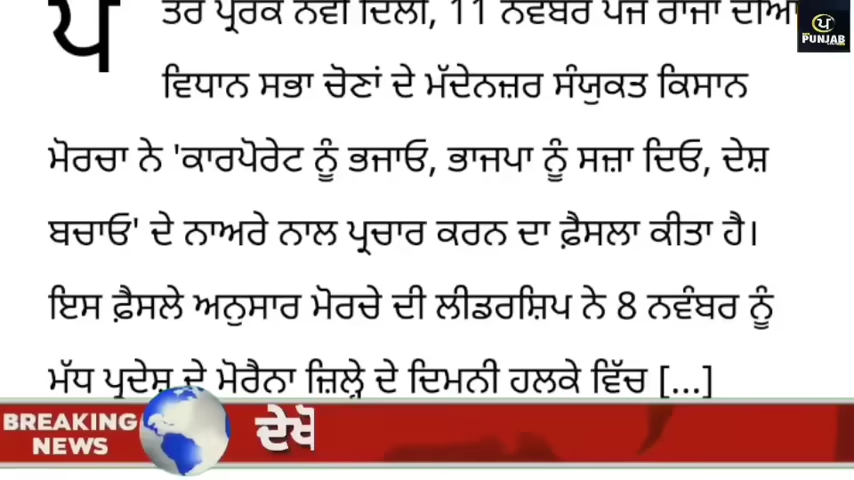 ਪ ਤਰ ਪ੍ਰੇਰਕ ਨਵੀਂ ਦਿੱਲੀ, 11 ਨਵੰਬਰ ਪੰਜ ਰਾਜਾਂ ਦੀਆਂ
ਵਿਧਾਨ ਸਭਾ ਚੋਣਾਂ ਦੇ ਮੱਦੇਨਜ਼ਰ ਸੰਯੁਕਤ ਕਿਸਾਨ
ਮੋਰਚਾ ਨੇ 'ਕਾਰਪੋਰੇਟ ਨੂੰ ਭਜਾਓ, ਭਾਜਪਾ ਨੂੰ ਸਜ਼ਾ ਦਿਓ, ਦੇਸ਼
ਬਚਾਓ' ਦੇ ਨਾਅਰੇ ਨਾਲ ਪ੍ਰਚਾਰ ਕਰਨ ਦਾ ਫ਼ੈਸਲਾ ਕੀਤਾ ਹੈ।
ਇਸ ਫ਼ੈਸਲੇ ਅਨੁਸਾਰ ਮੋਰਚੇ ਦੀ ਲੀਡਰਸ਼ਿਪ ਨੇ 8 ਨਵੰਬਰ ਨੂੰ
ਮੱਧ ਪ੍ਰਦੇਸ਼ ਦੇ ਮੋਰੈਨਾ ਜ਼ਿਲ੍ਹੇ ਦੇ ਦਿਮਨੀ ਹਲਕੇ ਵਿੱਚ [...]
ਪੰ
PUNJAB
BREAKING
NEWS
ਦੇਖੋ